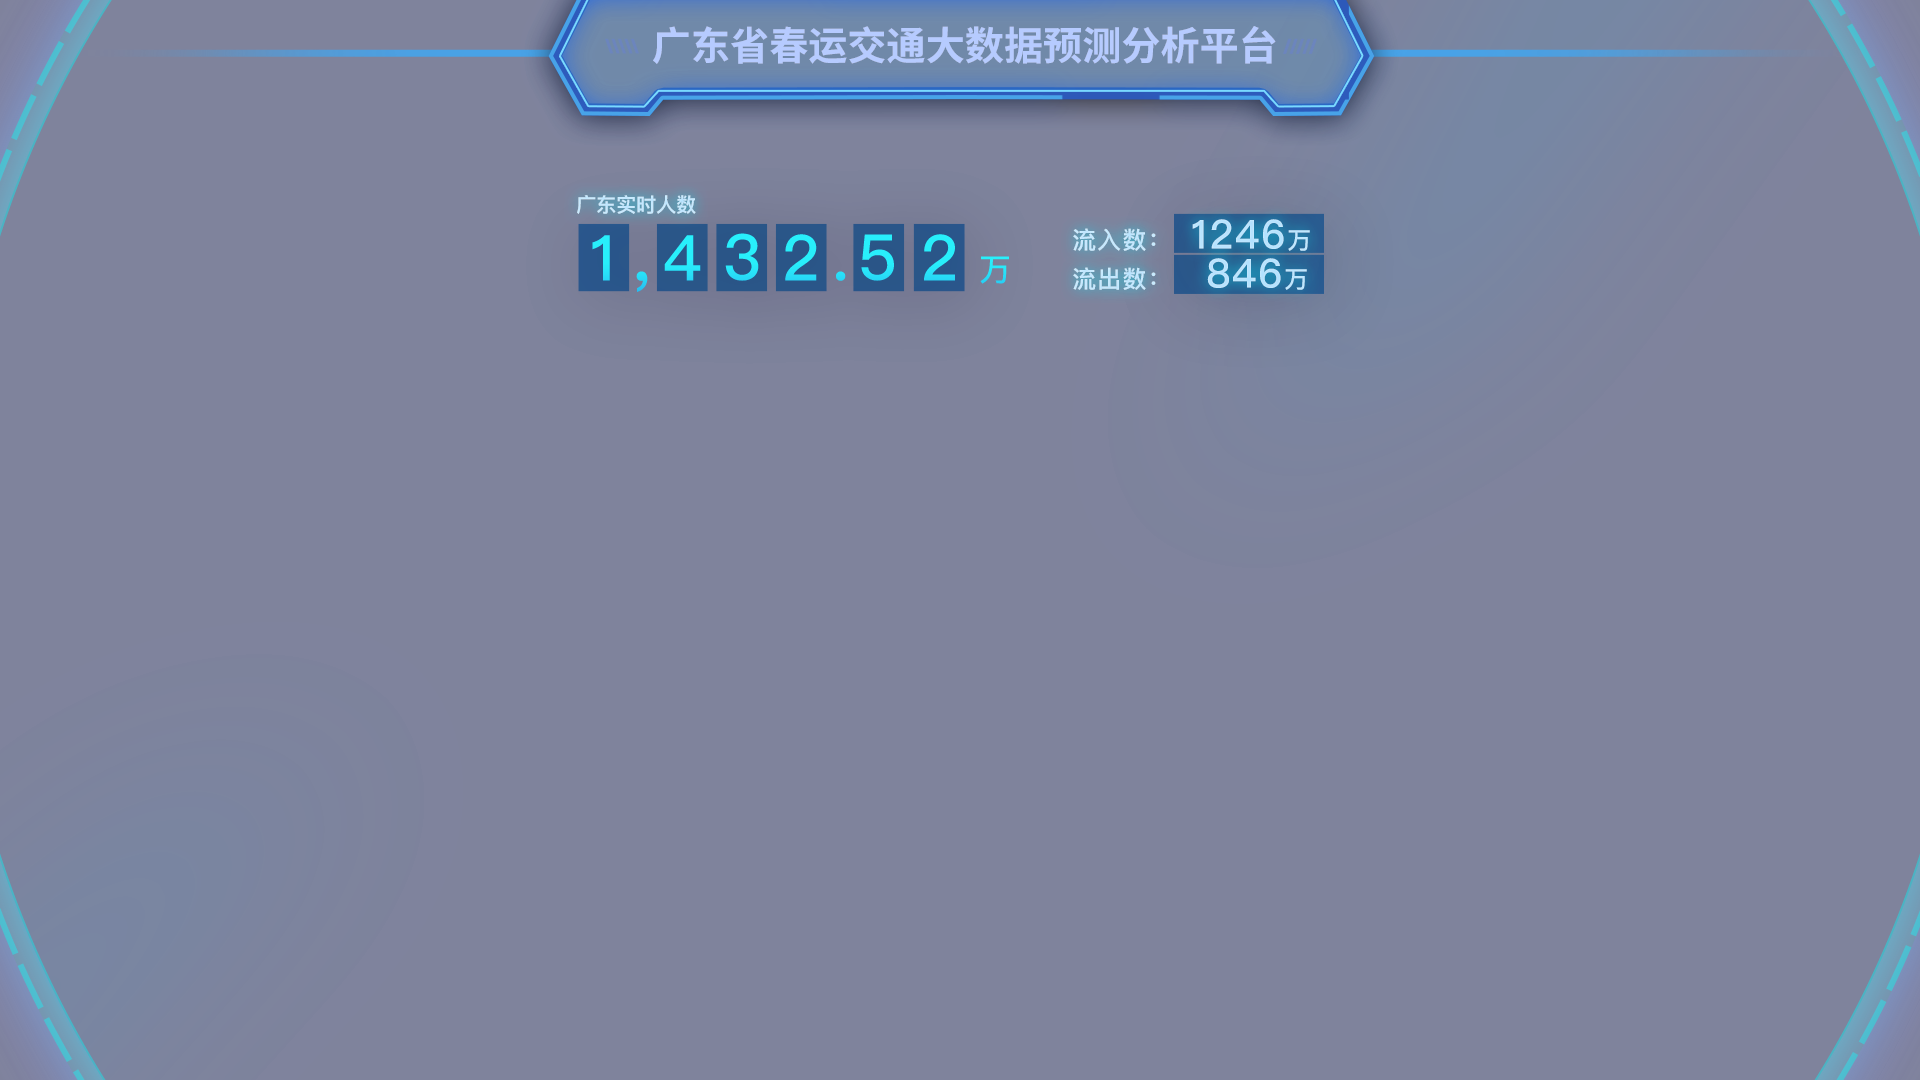 广东省春运交通大数据预测分析平台
广东实时人数
1,432.52 万
流入数： 1246万
流出数： 846万